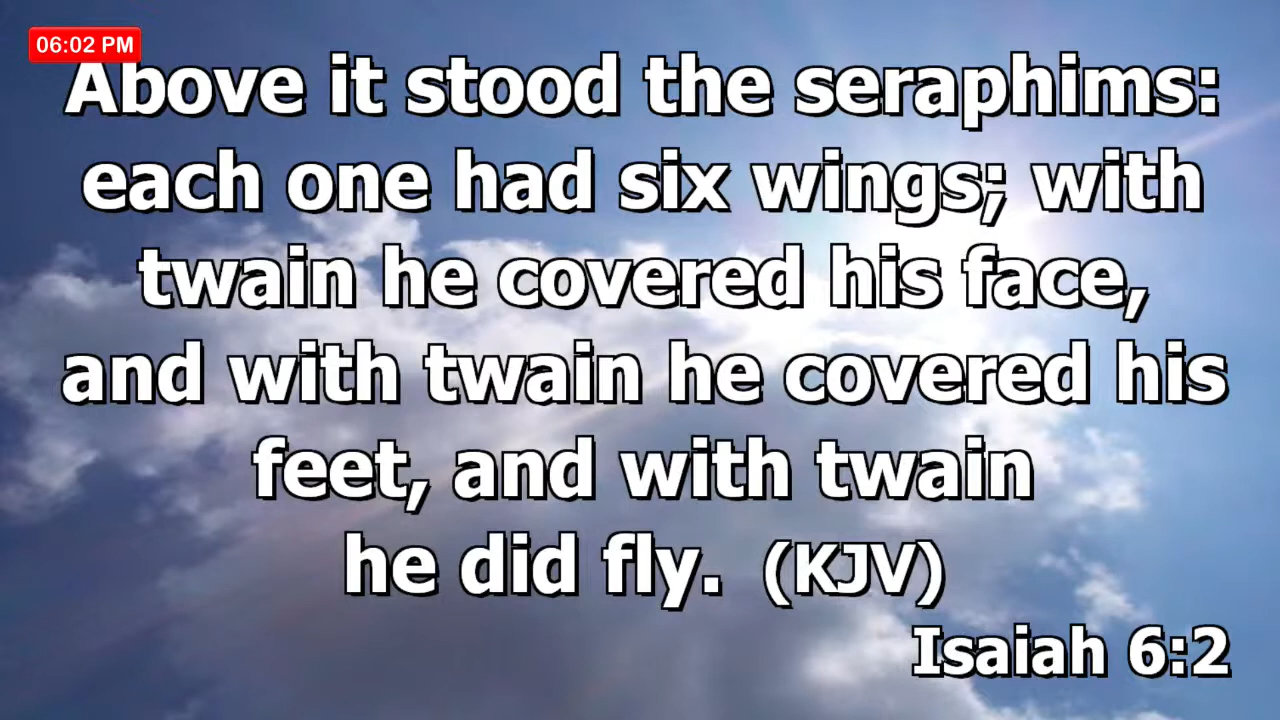 06:02 PM
Above it stood the seraphims:
each one had six wings; with
twain he covered his face,
and with twain he covered his
feet, and with twain
he did fly. (KJV)
Isaiah 6:2